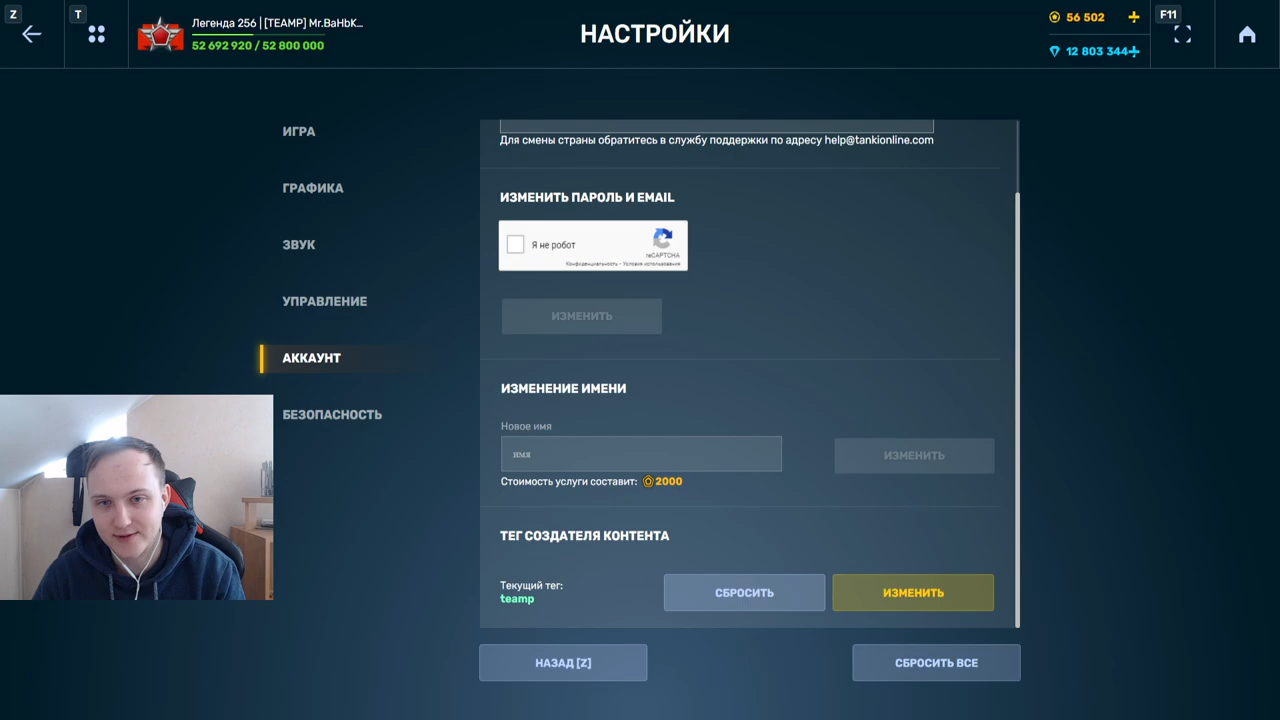 Z
T
Легенда 256 | [TEAMP] Mr.BaHbK...
52 692 920 / 52 800 000
НАСТРОЙКИ
56 502
12 803 344
F11
ИГРА
ГРАФИКА
ЗВУК
УПРАВЛЕНИЕ
АККАУНТ
БЕЗОПАСНОСТЬ
Для смены страны обратитесь в службу поддержки по адресу help@tankionline.com
ИЗМЕНИТЬ ПАРОЛЬ И EMAIL
Я не робот
reCAPTCHA
Конфиденциальность - Условия использования
ИЗМЕНИТЬ
ИЗМЕНЕНИЕ ИМЕНИ
Новое имя
имя
ИЗМЕНИТЬ
Стоимость услуги составит: 2000
ТЕГ СОЗДАТЕЛЯ КОНТЕНТА
Текущий тег:
teamp
СБРОСИТЬ
ИЗМЕНИТЬ
НАЗАД [Z]
СБРОСИТЬ ВСЕ